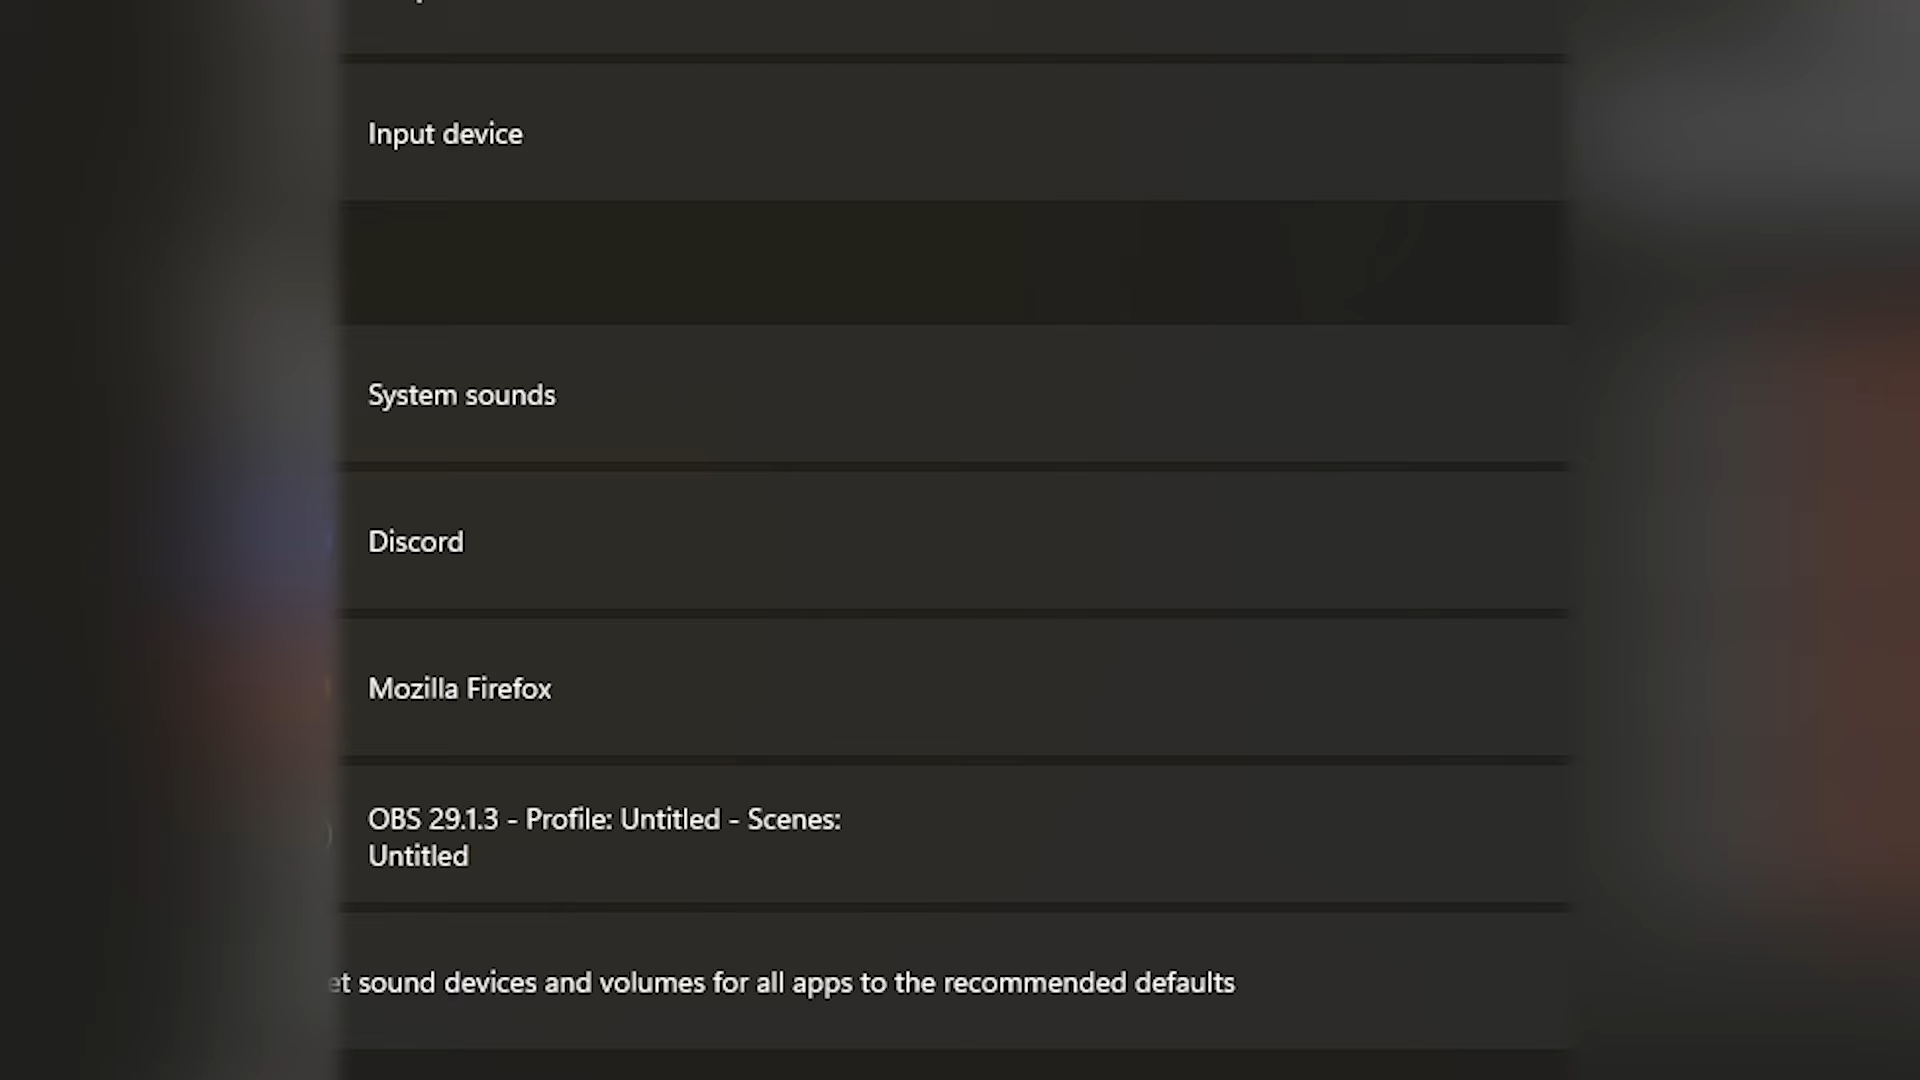 Input device
System sounds
Discord
Mozilla Firefox
OBS 29.1.3 - Profile: Untitled - Scenes:
Untitled
et sound devices and volumes for all apps to the recommended defaults